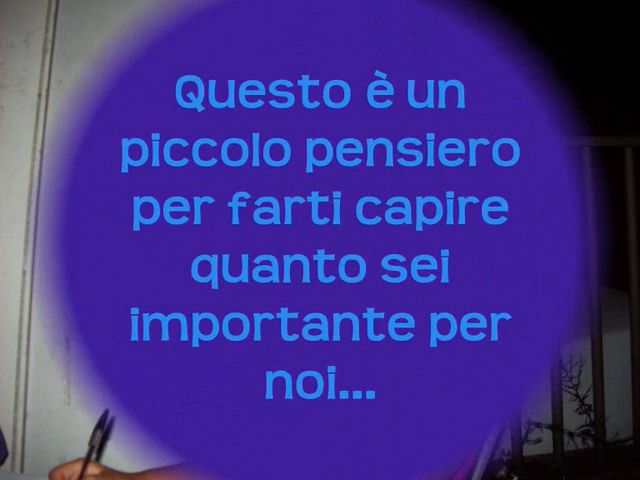 Questo è un
piccolo pensiero
per farti capire
quanto sei
importante per
noi...